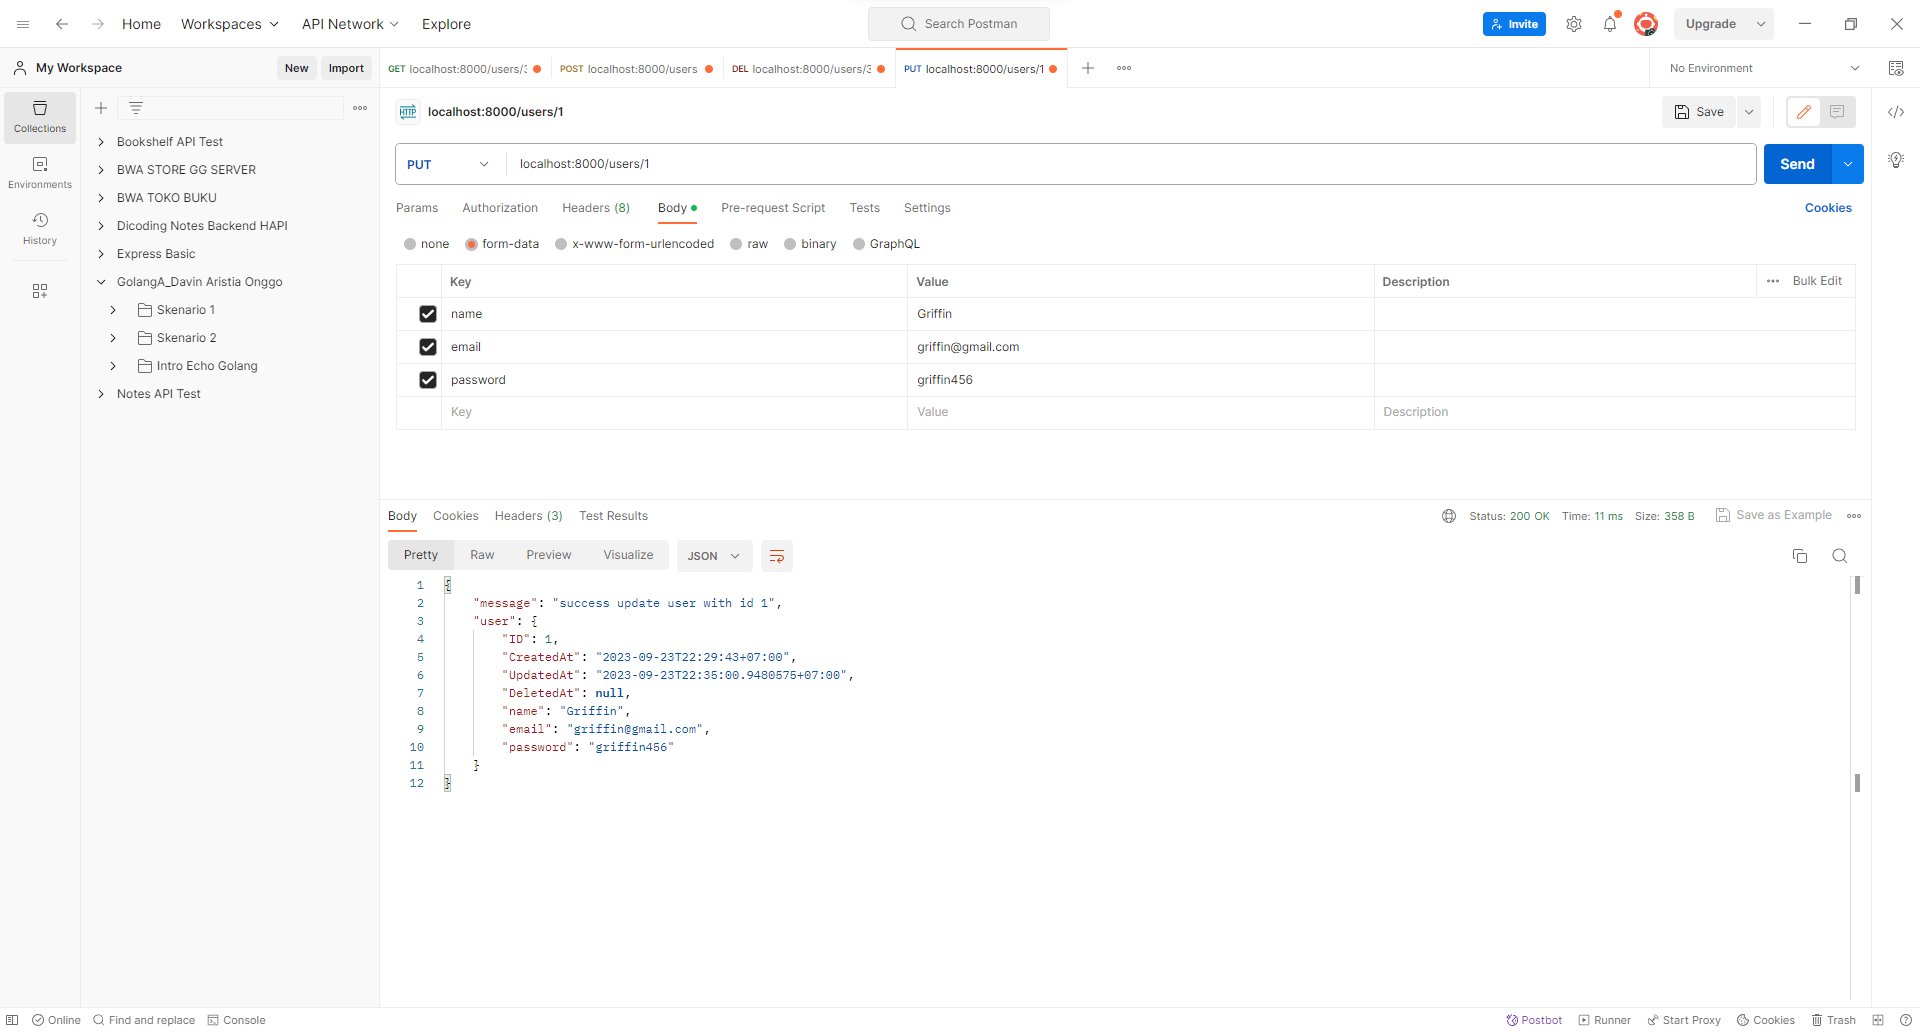 Home Workspaces API Network Explore Search Postman Invite Upgrade
My Workspace New Import GET localhost:8000/users/3 POST localhost:8000/users DEL localhost:8000/users/3 PUT localhost:8000/users/1 No Environment
Collections
Environments
History
Bookshelf API Test
BWA STORE GG SERVER
BWA TOKO BUKU
Dicoding Notes Backend HAPI
Express Basic
GolangA_Davin Aristia Onggo
Skenario 1
Skenario 2
Intro Echo Golang
Notes API Test
HTTP localhost:8000/users/1 Save
PUT localhost:8000/users/1 Send
Params Authorization Headers (8) Body Pre-request Script Tests Settings Cookies
none form-data x-www-form-urlencoded raw binary GraphQL
Key Value Description Bulk Edit
name Griffin
email griffin@gmail.com
password griffin456
Key Value Description
Body Cookies Headers (3) Test Results Status: 200 OK Time: 11 ms Size: 358 B Save as Example
Pretty Raw Preview Visualize JSON
1 {
2 "message": "success update user with id 1",
3 "user": {
4 "ID": 1,
5 "CreatedAt": "2023-09-23T22:29:43+07:00",
6 "UpdatedAt": "2023-09-23T22:35:00.9480575+07:00",
7 "DeletedAt": null,
8 "name": "Griffin",
9 "email": "griffin@gmail.com",
10 "password": "griffin456"
11 }
12 }
Online Find and replace Console Postbot Runner Start Proxy Cookies Trash